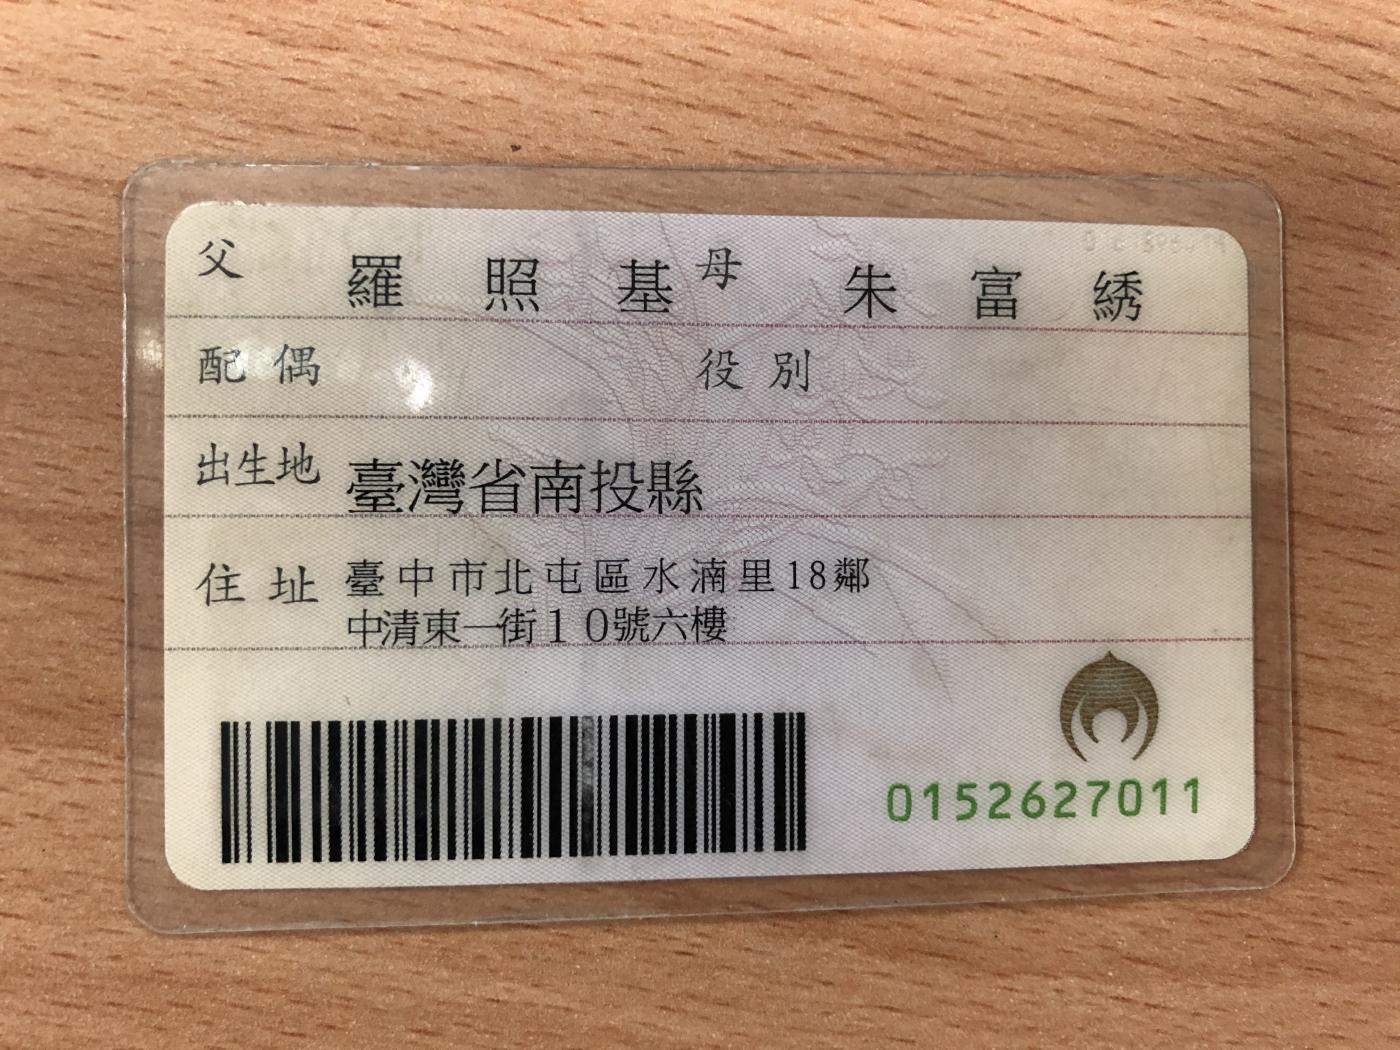 父 羅照基 母 朱富綉
配偶 役別
出生地 臺灣省南投縣
住址 臺中市北屯區水湳里18鄰
中清東一街10號六樓
0152627011